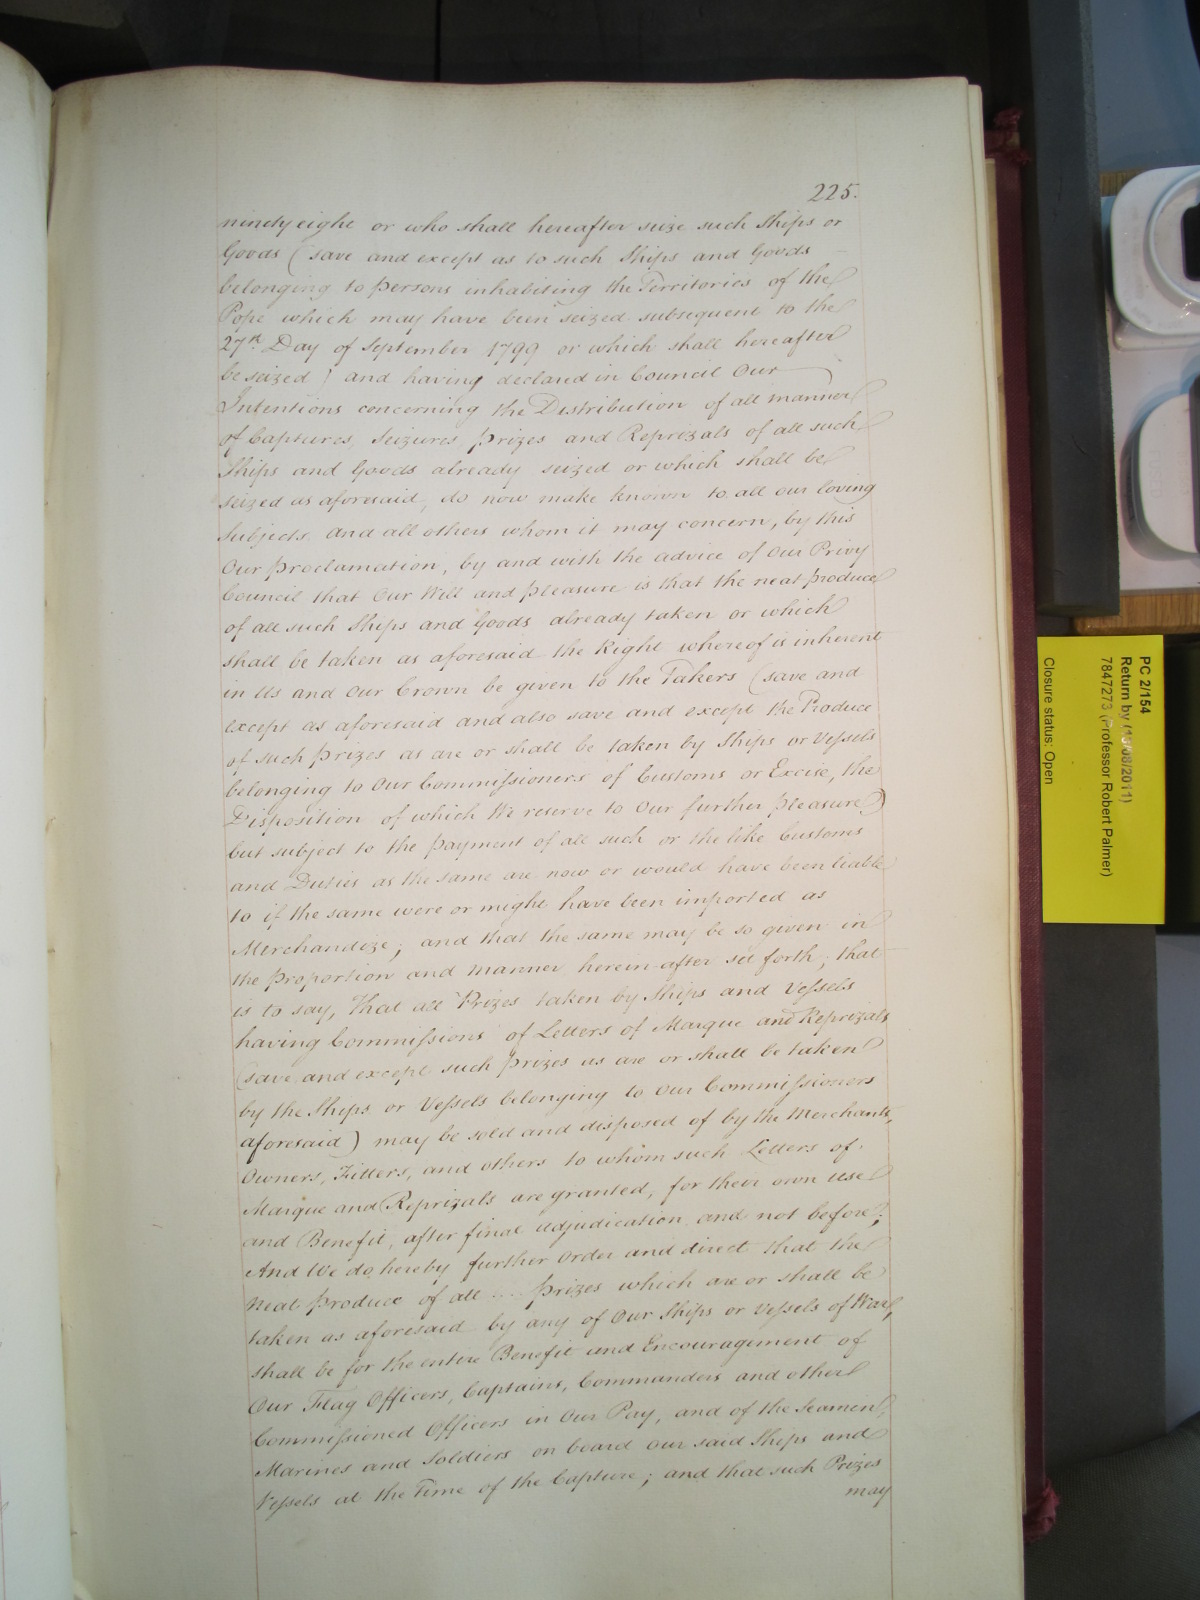 225.
ninety eight or who shall hereafter seize such Ships or
Goods (save and except as to such Ships and Goods
belonging to persons inhabiting the Territories of the
Pope which may have been seized subsequent to the
27th Day of September 1799 or which shall hereafter
be seized) and having declared in Council Our
Intentions concerning the Distribution of all manner
of Captures, Seizures, Prizes and Reprizals of all such
Ships and Goods already seized or which shall be
seized as aforesaid, do now make known to all our loving
Subjects and all others whom it may concern, by this
Our Proclamation, by and with the advice of Our Privy
Council that Our Will and pleasure is that the neat produce
of all such Ships and Goods already taken or which
shall be taken as aforesaid the Right whereof is inherent
in Us and Our Crown be given to the Takers (save and
except as aforesaid and also save and except the Produce
of such Prizes as are or shall be taken by Ships or Vessels
belonging to Our Commissioners of Customs or Excise, the
Disposition of which We reserve to Our further pleasure)
but subject to the payment of all such or the like Customs
and Duties as the same are now or would have been liable
to if the same were or might have been imported as
Merchandize; and that the same may be so given in
the Proportion and manner herein-after set forth; that
is to say, That all Prizes taken by Ships and Vessels
having Commissions of Letters of Marque and Reprizals
(save and except such prizes as are or shall be taken
by the Ships or Vessels belonging to Our Commissioners
aforesaid) may be sold and disposed of by the Merchants,
Owners, Fitters, and others to whom such Letters of
Marque and Reprizals are granted, for their own use
and Benefit, after final adjudication and not before;
And We do hereby further Order and direct that the
Neat produce of all prizes which are or shall be
taken as aforesaid by any of Our Ships or Vessels of War,
shall be for the entire Benefit and Encouragement of
Our Flag Officers, Captains, Commanders and other
Commissioned Officers in Our Pay, and of the Seamen,
Marines and Soldiers on board our said Ships and
Vessels at the Time of the Capture; and that such Prizes
may
PC 2/154
Return by (13/08/2011)
7847273 (Professor Robert Palmer)
Closure status: Open